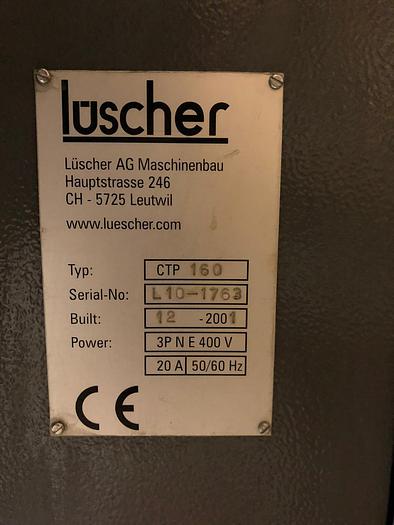 lüscher
Lüscher AG Maschinenbau
Hauptstrasse 246
CH - 5725 Leutwil
www.luescher.com
Typ: CTP 160
Serial-No: L10-1763
Built: 12 -2001
Power: 3P N E 400 V
20 A 50/60 Hz
CE